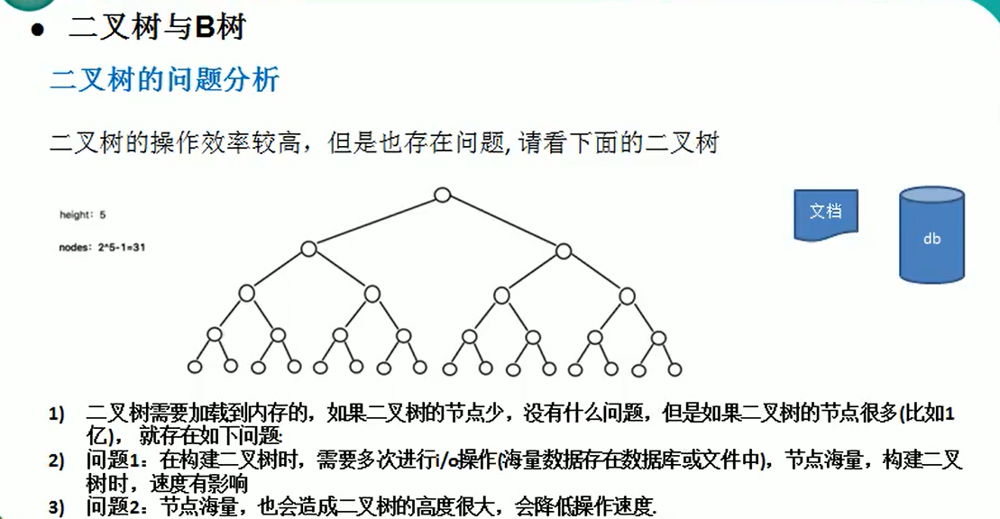 ● 二叉树与B树
二叉树的问题分析
二叉树的操作效率较高，但是也存在问题, 请看下面的二叉树
height：5
nodes：2^5-1=31
文档
db
1) 二叉树需要加载到内存的，如果二叉树的节点少，没有什么问题，但是如果二叉树的节点很多(比如1
亿)， 就存在如下问题:
2) 问题1：在构建二叉树时，需要多次进行i/o操作(海量数据存在数据库或文件中)，节点海量，构建二叉
树时，速度有影响
3) 问题2：节点海量，也会造成二叉树的高度很大，会降低操作速度.